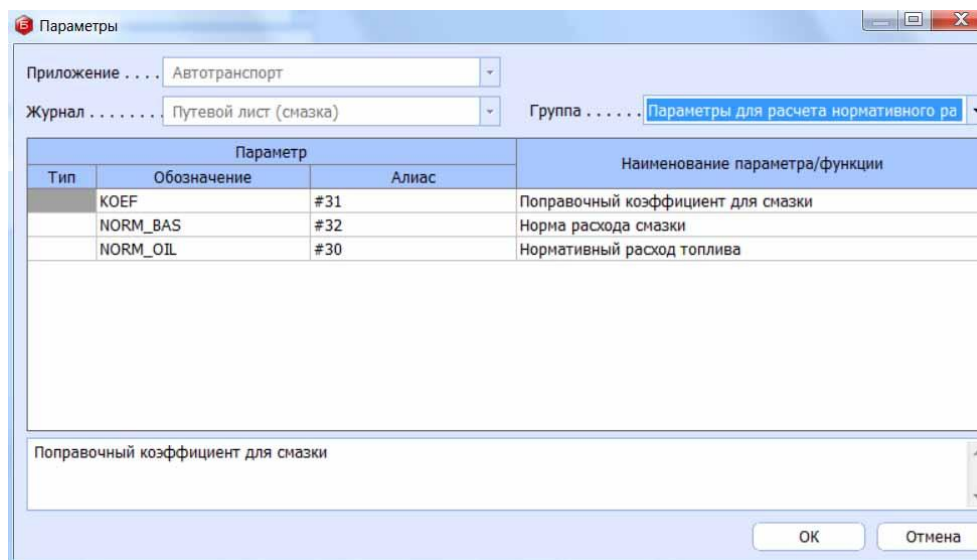 Параметры
Приложение . . . . Автотранспорт
Журнал . . . . . . . . Путевой лист (смазка) Группа . . . . . . Параметры для расчета нормативного ра
Параметр Наименование параметра/функции
Тип Обозначение Алиас
KOEF #31 Поправочный коэффициент для смазки
NORM_BAS #32 Норма расхода смазки
NORM_OIL #30 Нормативный расход топлива
Поправочный коэффициент для смазки
OK Отмена